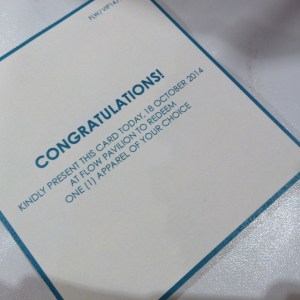 CONGRATULATIONS!
KINDLY PRESENT THIS CARD TODAY, 18 OCTOBER 2014
AT FLOW PAVILION TO REDEEM
ONE (1) APPAREL OF YOUR CHOICE